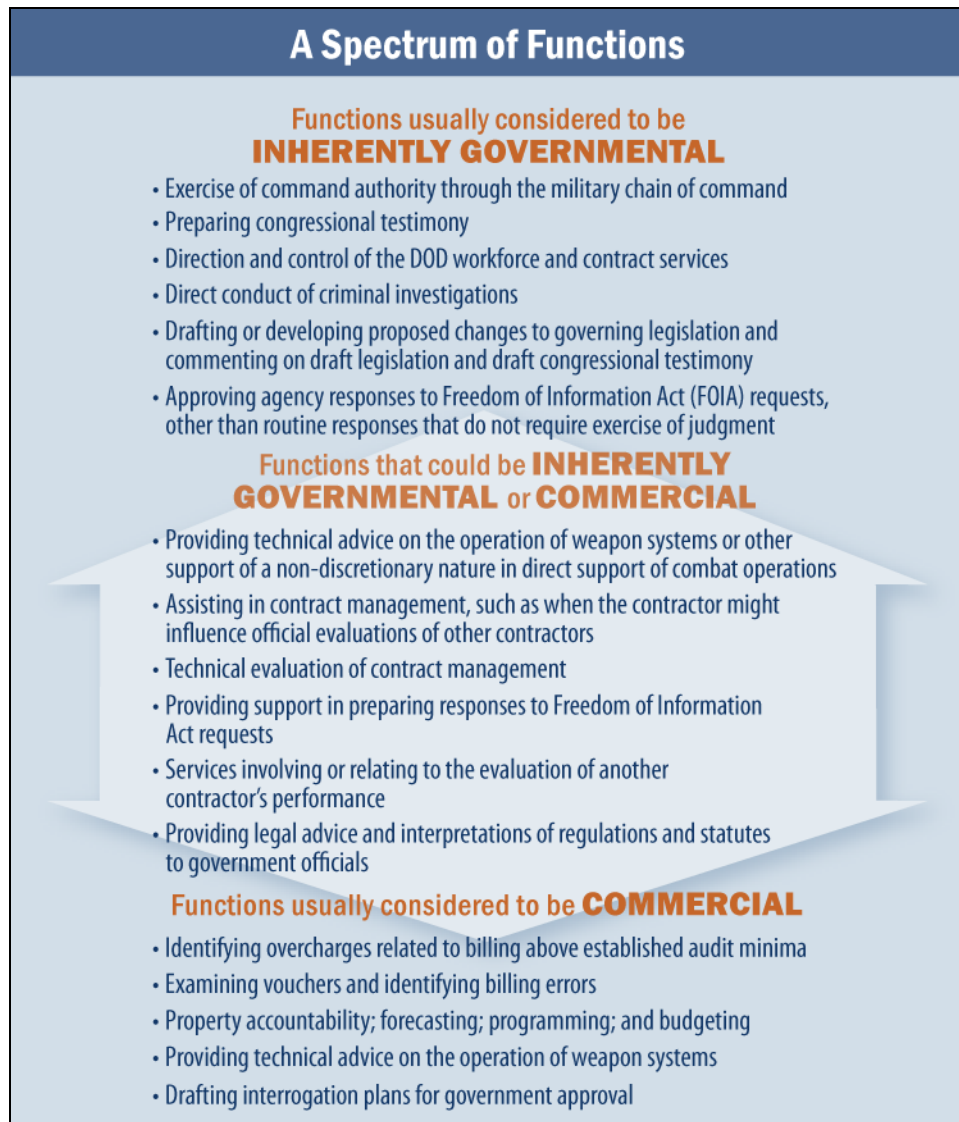 A Spectrum of Functions
Functions usually considered to be
INHERENTLY GOVERNMENTAL
• Exercise of command authority through the military chain of command
• Preparing congressional testimony
• Direction and control of the DOD workforce and contract services
• Direct conduct of criminal investigations
• Drafting or developing proposed changes to governing legislation and
commenting on draft legislation and draft congressional testimony
• Approving agency responses to Freedom of Information Act (FOIA) requests,
other than routine responses that do not require exercise of judgment
Functions that could be INHERENTLY
GOVERNMENTAL or COMMERCIAL
• Providing technical advice on the operation of weapon systems or other
support of a non-discretionary nature in direct support of combat operations
• Assisting in contract management, such as when the contractor might
influence official evaluations of other contractors
• Technical evaluation of contract management
• Providing support in preparing responses to Freedom of Information
Act requests
• Services involving or relating to the evaluation of another
contractor's performance
• Providing legal advice and interpretations of regulations and statutes
to government officials
Functions usually considered to be COMMERCIAL
• Identifying overcharges related to billing above established audit minima
• Examining vouchers and identifying billing errors
• Property accountability; forecasting; programming; and budgeting
• Providing technical advice on the operation of weapon systems
• Drafting interrogation plans for government approval